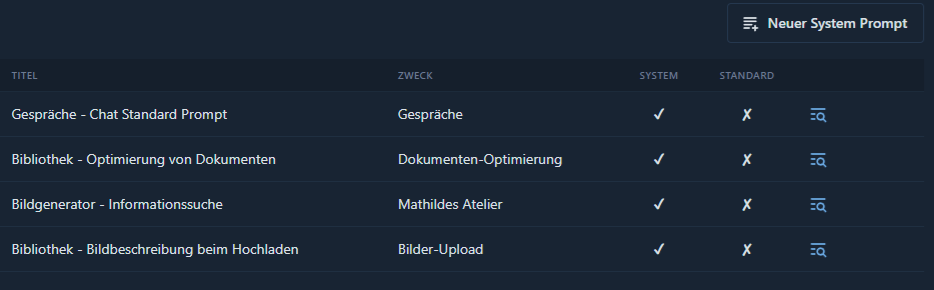 Neuer System Prompt
TITEL ZWECK SYSTEM STANDARD
Gespräche - Chat Standard Prompt Gespräche ✓ ✗
Bibliothek - Optimierung von Dokumenten Dokumenten-Optimierung ✓ ✗
Bildgenerator - Informationssuche Mathildes Atelier ✓ ✗
Bibliothek - Bildbeschreibung beim Hochladen Bilder-Upload ✓ ✗